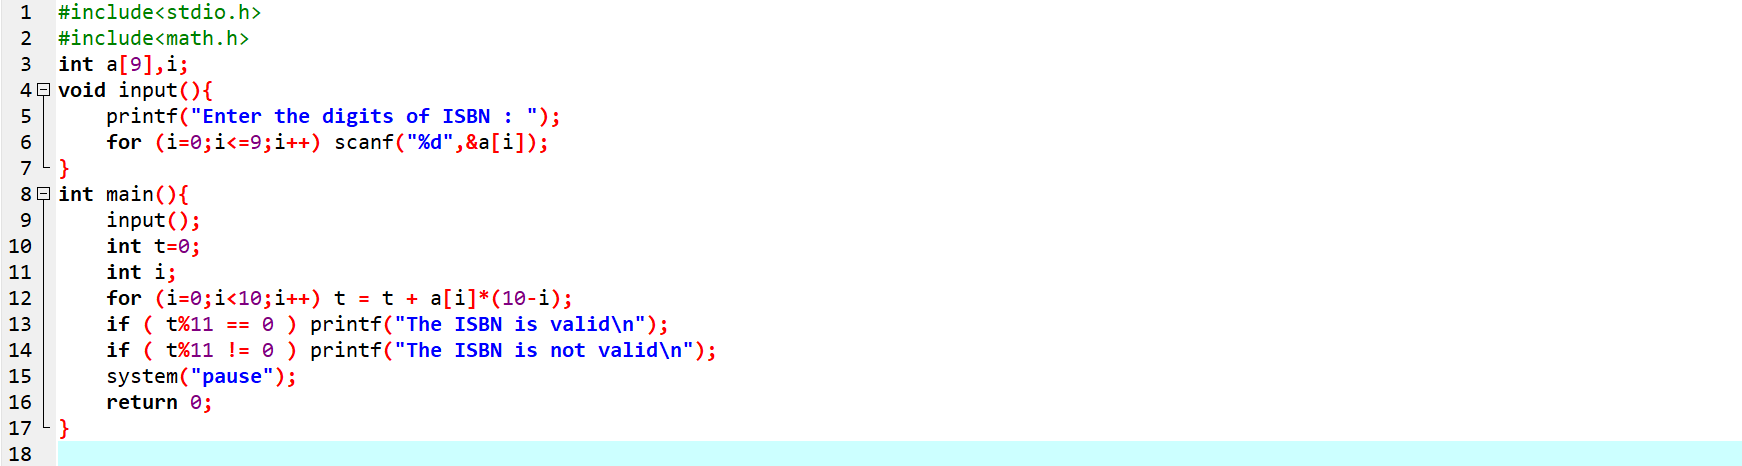 1 #include<stdio.h>
2 #include<math.h>
3 int a[9],i;
4 void input(){
5 printf("Enter the digits of ISBN : ");
6 for (i=0;i<=9;i++) scanf("%d",&a[i]);
7 }
8 int main(){
9 input();
10 int t=0;
11 int i;
12 for (i=0;i<10;i++) t = t + a[i]*(10-i);
13 if ( t%11 == 0 ) printf("The ISBN is valid\n");
14 if ( t%11 != 0 ) printf("The ISBN is not valid\n");
15 system("pause");
16 return 0;
17 }
18